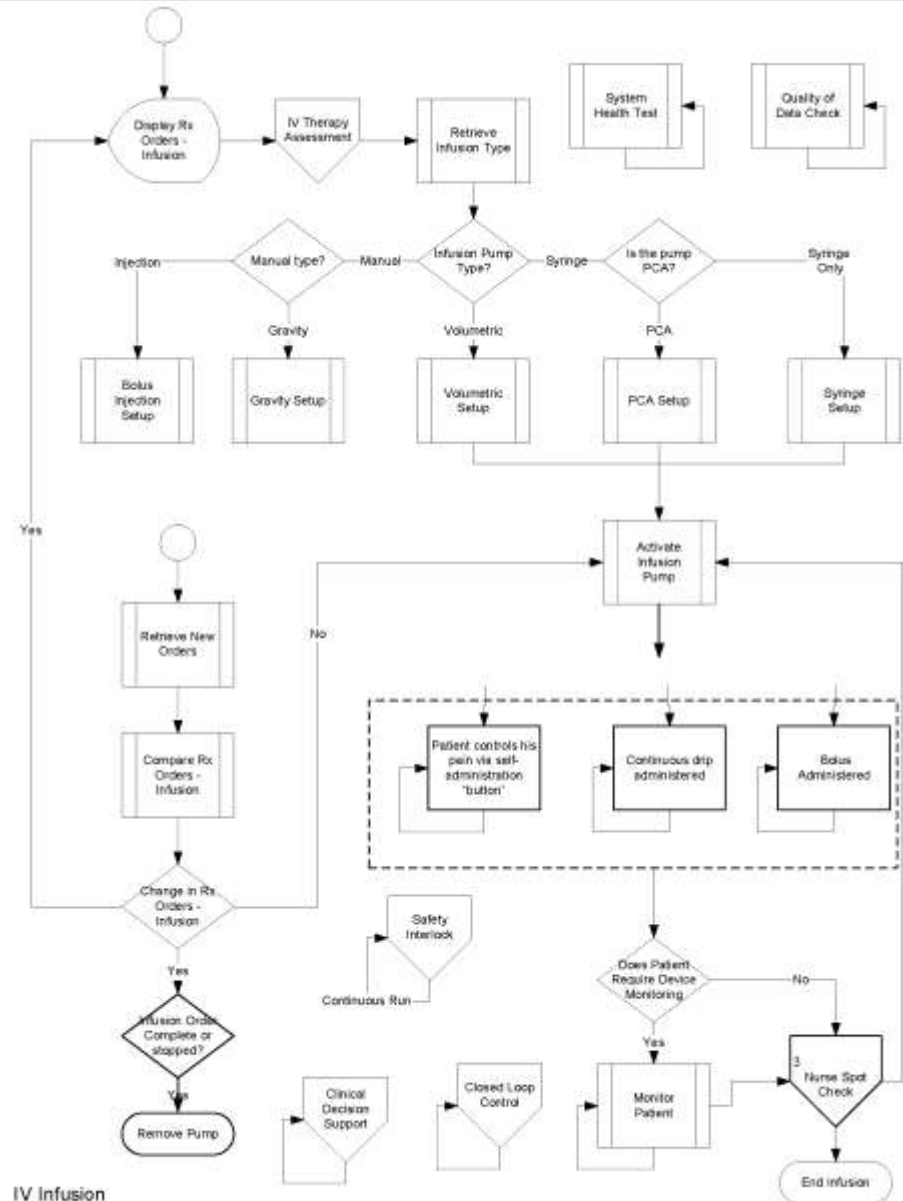 Display Rx
Orders -
Infusion
IV Therapy
Assessment
Retrieve
Infusion Type
System
Health Test
Quality of
Data Check
Injection
Manual type?
Manual
Infusion Pump
Type?
Syringe
Is the pump
PCA?
Syringe
Only
Gravity
Volumetric
PCA
Bolus
Injection
Setup
Gravity Setup
Volumetric
Setup
PCA Setup
Syringe
Setup
Yes
Activate
Infusion
Pump
No
Retrieve New
Orders
Compare Rx
Orders -
Infusion
Patient controls his
pain via self-
administration
"button"
Continuous drip
administered
Bolus
Administered
Change in Rx
Orders -
Infusion
Safety
Interlock
Continuous Run
Does Patient
Require Device
Monitoring
No
Yes
Yes
Infusion Order
Complete or
stopped?
Yes
Remove Pump
Clinical
Decision
Support
Closed Loop
Control
Monitor
Patient
3
Nurse Spot
Check
End Infusion
IV Infusion